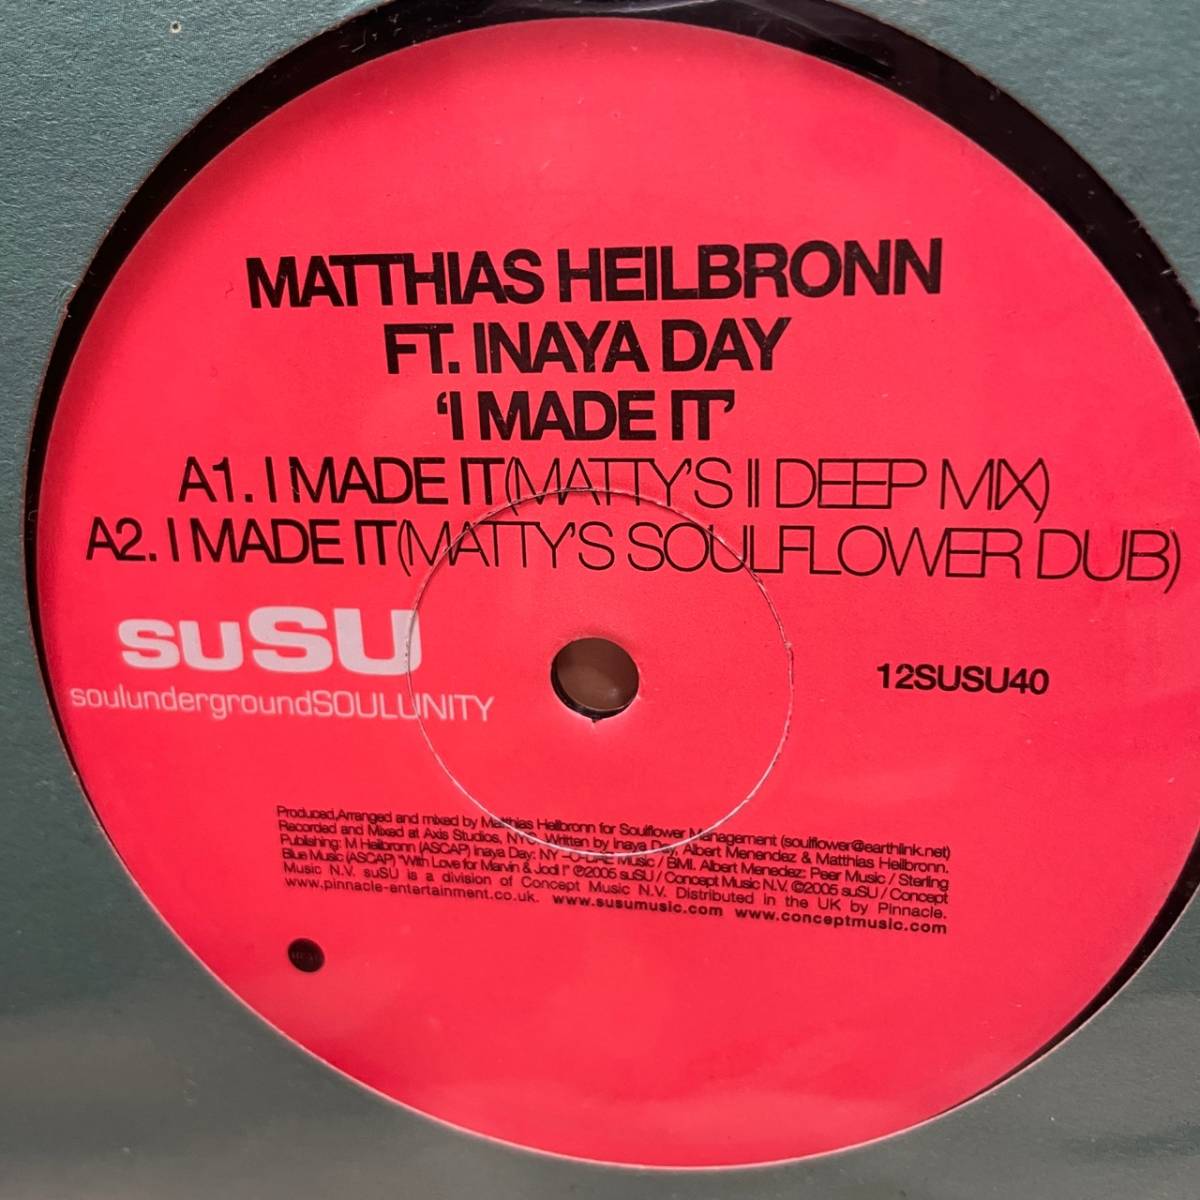 MATTHIAS HEILBRONN
FT. INAYA DAY
‘I MADE IT’
A1. I MADE IT (MATTY'S II DEEP MIX)
A2. I MADE IT (MATTY'S SOULFLOWER DUB)
suSU
soulundergroundSOULUNITY
12SUSU40
Produced,Arranged and mixed by Matthias Heilbronn for Soulflower Management (soulflower@earthlink.net)
Recorded and Mixed at Axis Studios, NYC. Written by Inaya Day, Albert Menendez & Matthias Heilbronn.
Publishing: M Heilbronn (ASCAP) Inaya Day: NY-O-DAE Music / BMI. Albert Menedez: Peer Music / Sterling
Blue Music (ASCAP) "With Love for Marvin & Jodi !" ℗2005 suSU / Concept Music N.V. ©2005 suSU / Concept
Music N.V. suSU is a division of Concept Music N.V. Distributed in the UK by Pinnacle.
www.pinnacle-entertainment.co.uk. www.susumusic.com www.conceptmusic.com